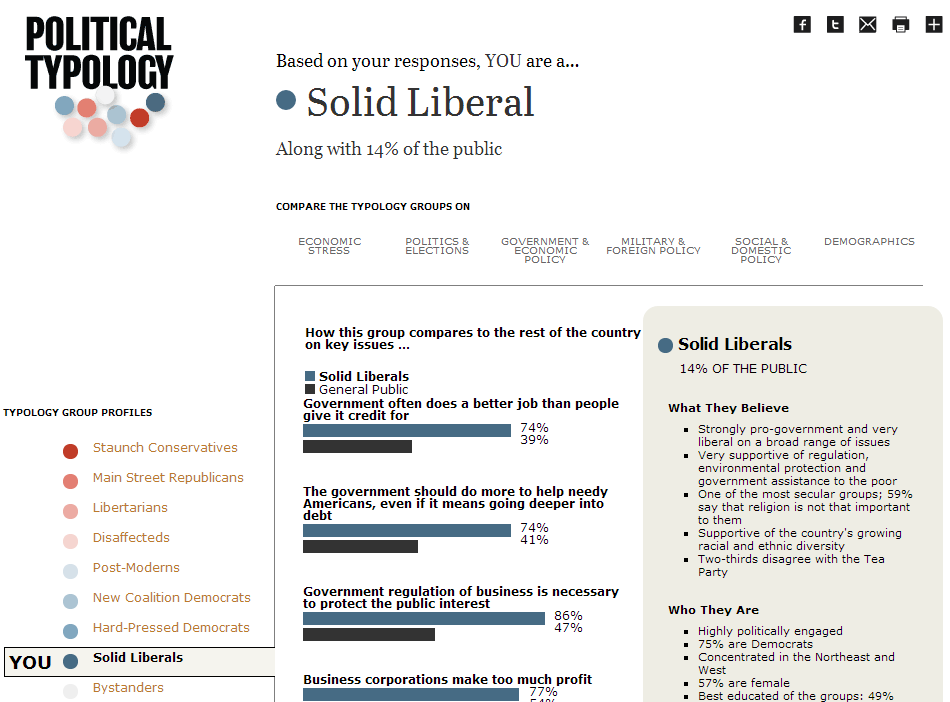 POLITICAL
TYPOLOGY
Based on your responses, YOU are a...
Solid Liberal
Along with 14% of the public
COMPARE THE TYPOLOGY GROUPS ON
ECONOMIC
STRESS
POLITICS &
ELECTIONS
GOVERNMENT &
ECONOMIC
POLICY
MILITARY &
FOREIGN POLICY
SOCIAL &
DOMESTIC
POLICY
DEMOGRAPHICS
TYPOLOGY GROUP PROFILES
Staunch Conservatives
Main Street Republicans
Libertarians
Disaffecteds
Post-Moderns
New Coalition Democrats
Hard-Pressed Democrats
YOU Solid Liberals
Bystanders
How this group compares to the rest of the country
on key issues ...
Solid Liberals
General Public
Government often does a better job than people
give it credit for
74%
39%
The government should do more to help needy
Americans, even if it means going deeper into
debt
74%
41%
Government regulation of business is necessary
to protect the public interest
86%
47%
Business corporations make too much profit
77%
54%
Solid Liberals
14% OF THE PUBLIC
What They Believe
Strongly pro-government and very
liberal on a broad range of issues
Very supportive of regulation,
environmental protection and
government assistance to the poor
One of the most secular groups; 59%
say that religion is not that important
to them
Supportive of the country's growing
racial and ethnic diversity
Two-thirds disagree with the Tea
Party
Who They Are
Highly politically engaged
75% are Democrats
Concentrated in the Northeast and
West
57% are female
Best educated of the groups: 49%